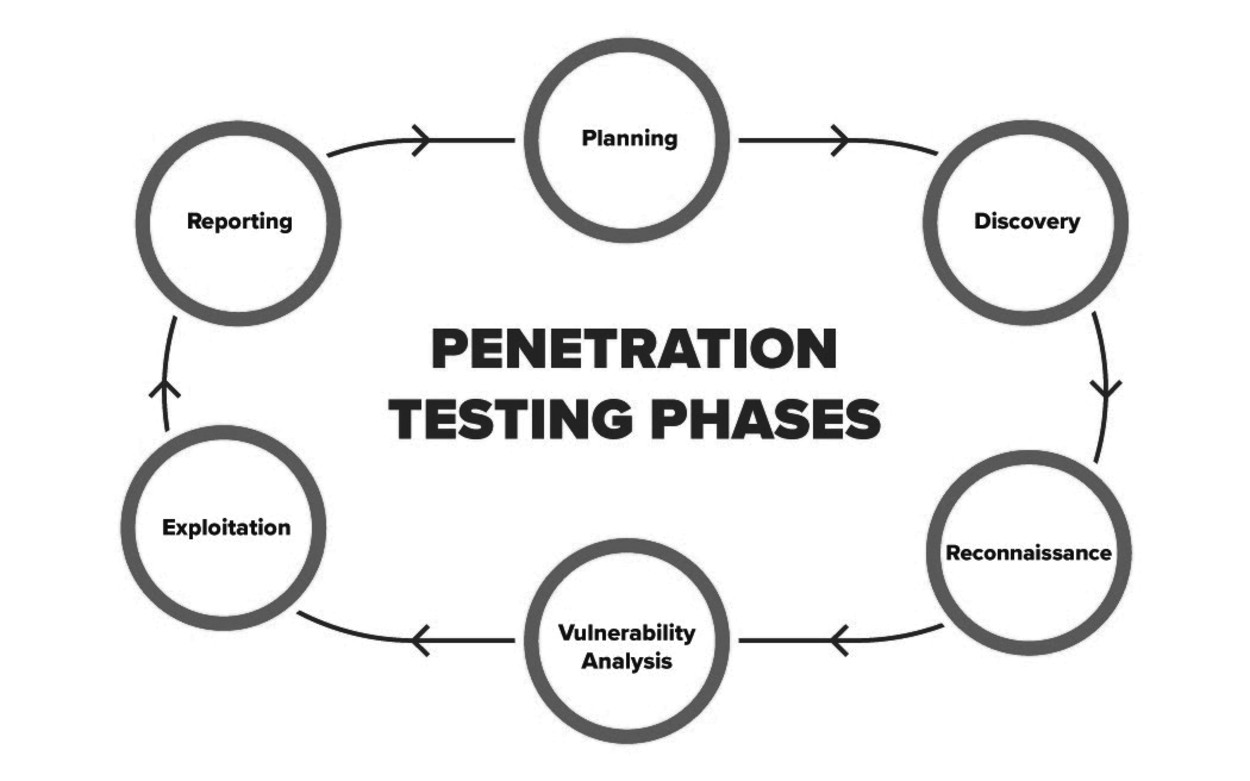 Planning
Reporting
Discovery
PENETRATION
TESTING PHASES
Exploitation
Reconnaissance
Vulnerability
Analysis